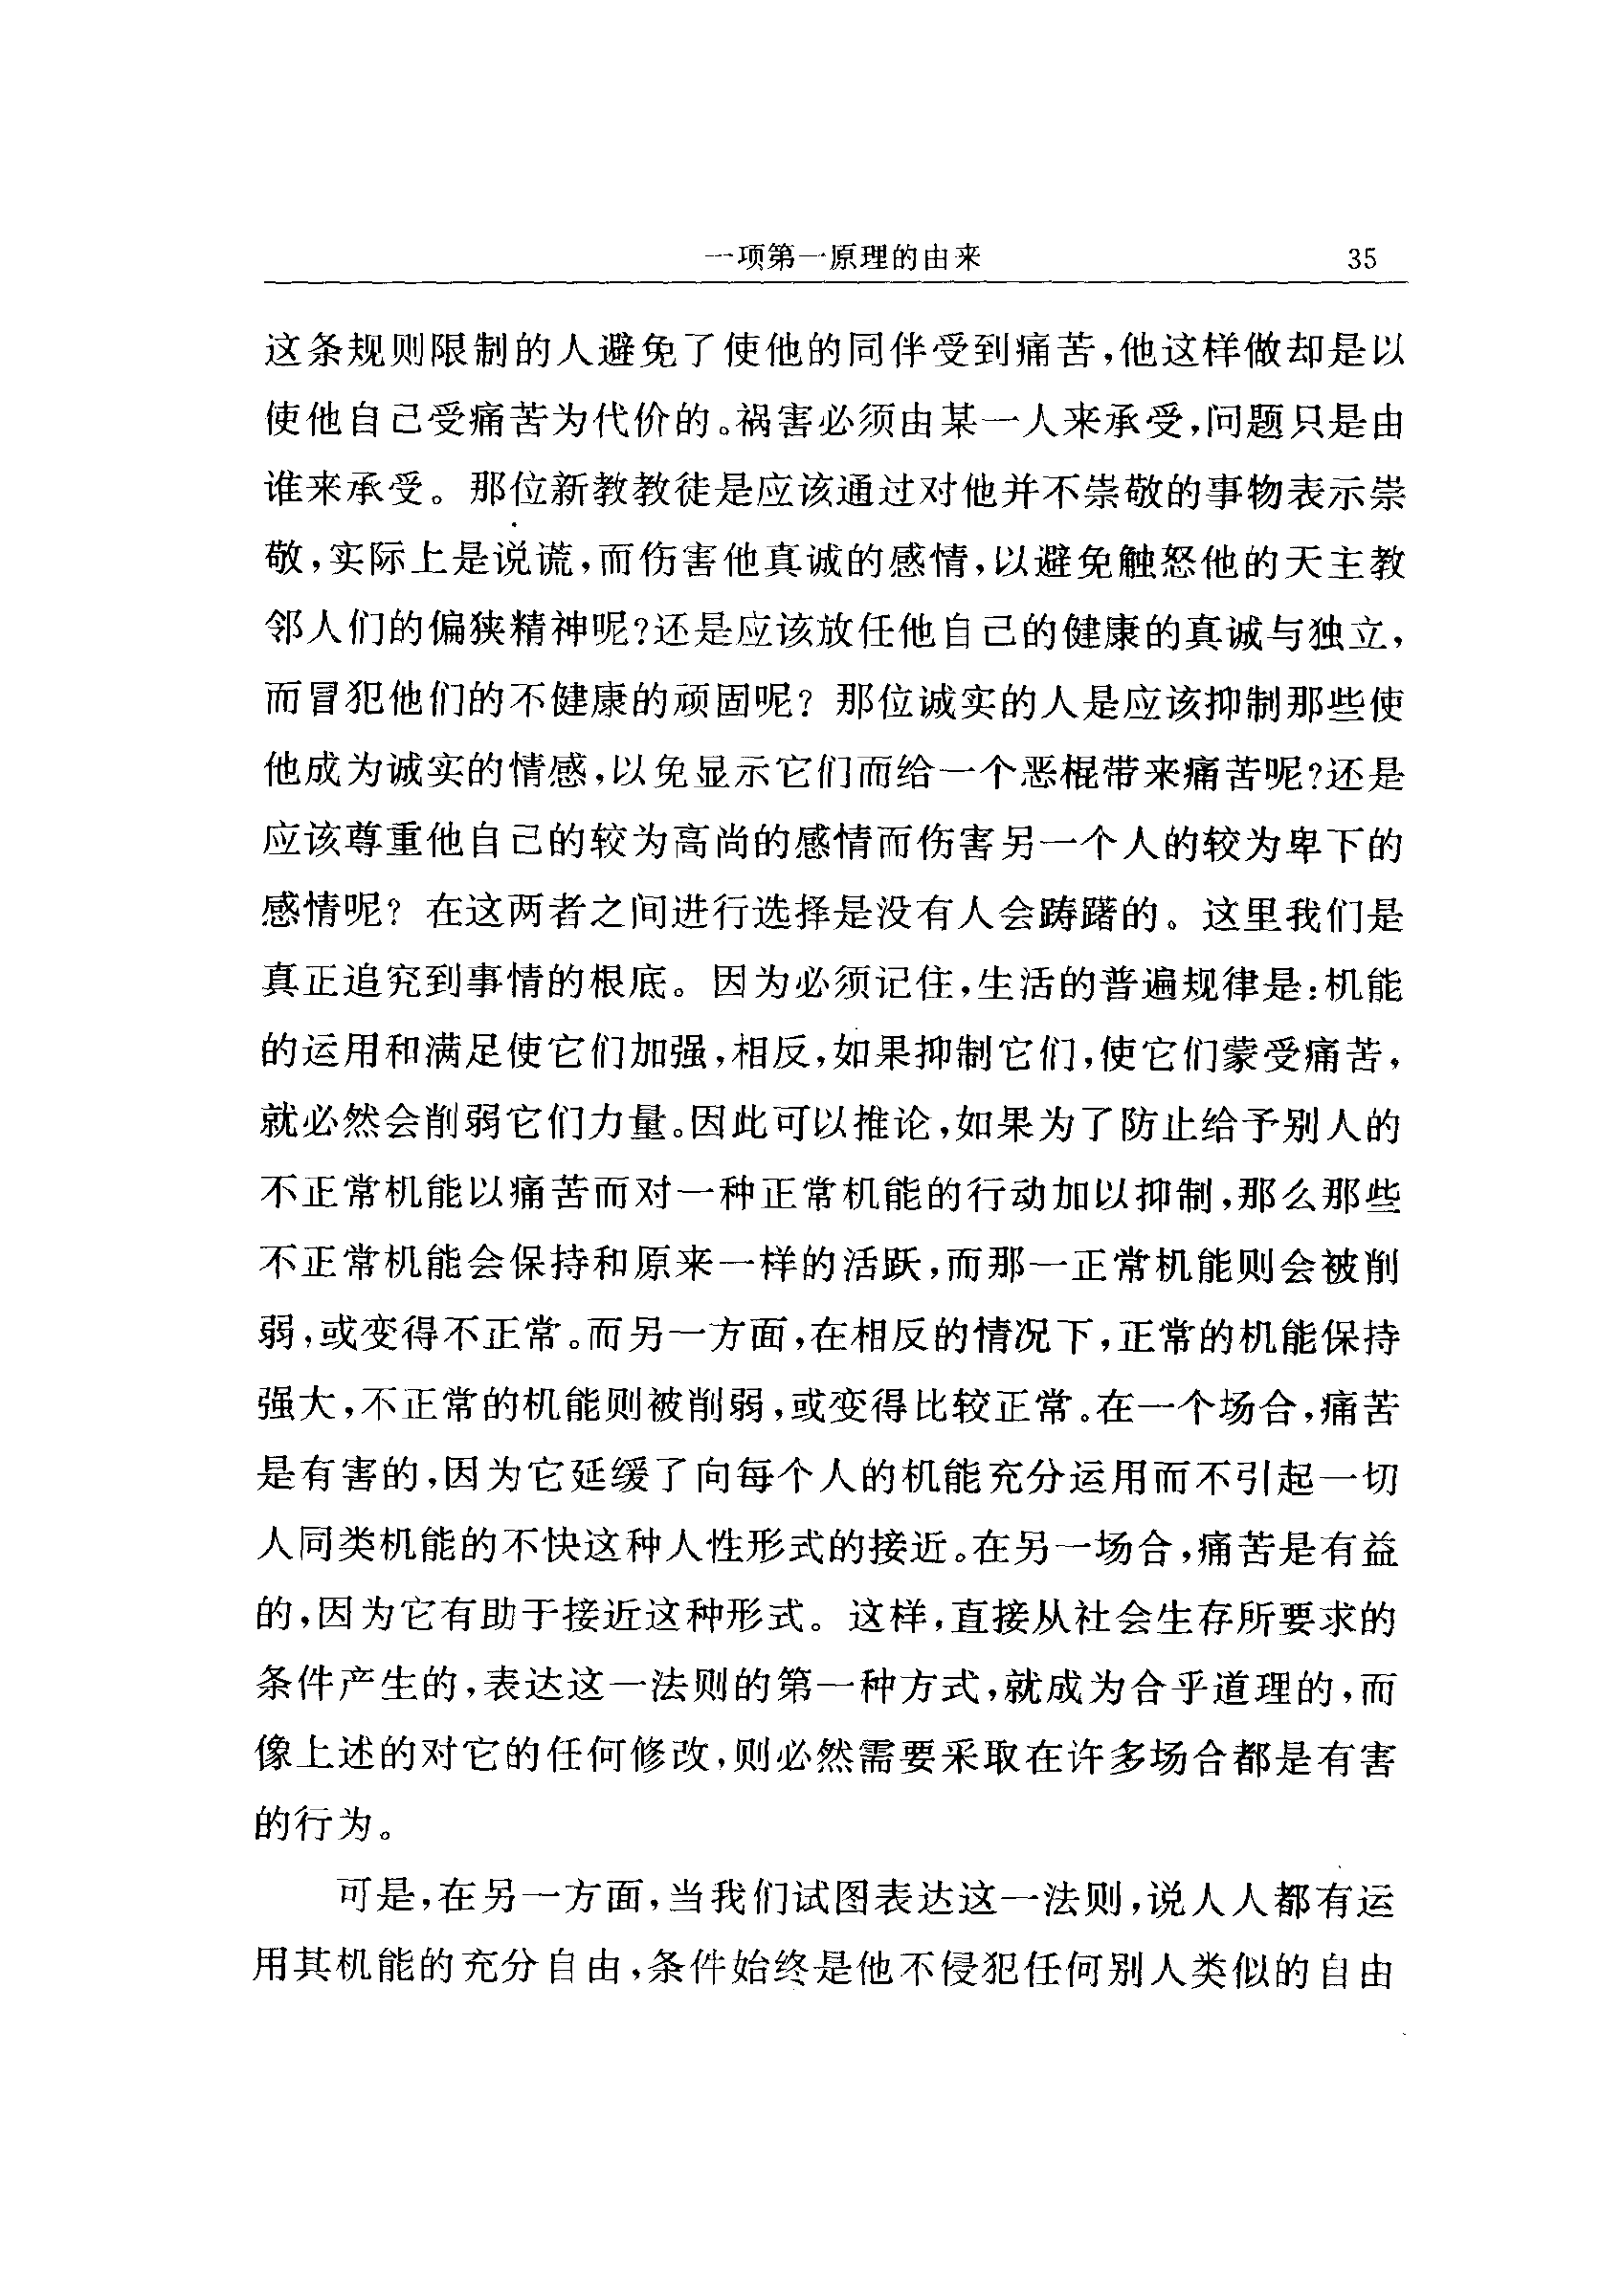 一项第一原理的由来 35
这条规则限制的人避免了使他的同伴受到痛苦，他这样做却是以
使他自己受痛苦为代价的。祸害必须由某一人来承受，问题只是由
谁来承受。那位新教教徒是应该通过对他并不崇敬的事物表示崇
敬，实际上是说谎，而伤害他真诚的感情，以避免触怒他的天主教
邻人们的偏狭精神呢？还是应该放任他自己的健康的真诚与独立，
而冒犯他们的不健康的顽固呢？那位诚实的人是应该抑制那些使
他成为诚实的情感，以免显示它们而给一个恶棍带来痛苦呢？还是
应该尊重他自己的较为高尚的感情而伤害另一个人的较为卑下的
感情呢？在这两者之间进行选择是没有人会踌躇的。这里我们是
真正追究到事情的根底。因为必须记住，生活的普遍规律是：机能
的运用和满足使它们加强，相反，如果抑制它们，使它们蒙受痛苦，
就必然会削弱它们力量。因此可以推论，如果为了防止给予别人的
不正常机能以痛苦而对一种正常机能的行动加以抑制，那么那些
不正常机能会保持和原来一样的活跃，而那一正常机能则会被削
弱，或变得不正常。而另一方面，在相反的情况下，正常的机能保持
强大，不正常的机能则被削弱，或变得比较正常。在一个场合，痛苦
是有害的，因为它延缓了向每个人的机能充分运用而不引起一切
人同类机能的不快这种人性形式的接近。在另一场合，痛苦是有益
的，因为它有助于接近这种形式。这样，直接从社会生存所要求的
条件产生的，表达这一法则的第一种方式，就成为合乎道理的，而
像上述的对它的任何修改，则必然需要采取在许多场合都是有害
的行为。
可是，在另一方面，当我们试图表达这一法则，说人人都有运
用其机能的充分自由，条件始终是他不侵犯任何别人类似的自由